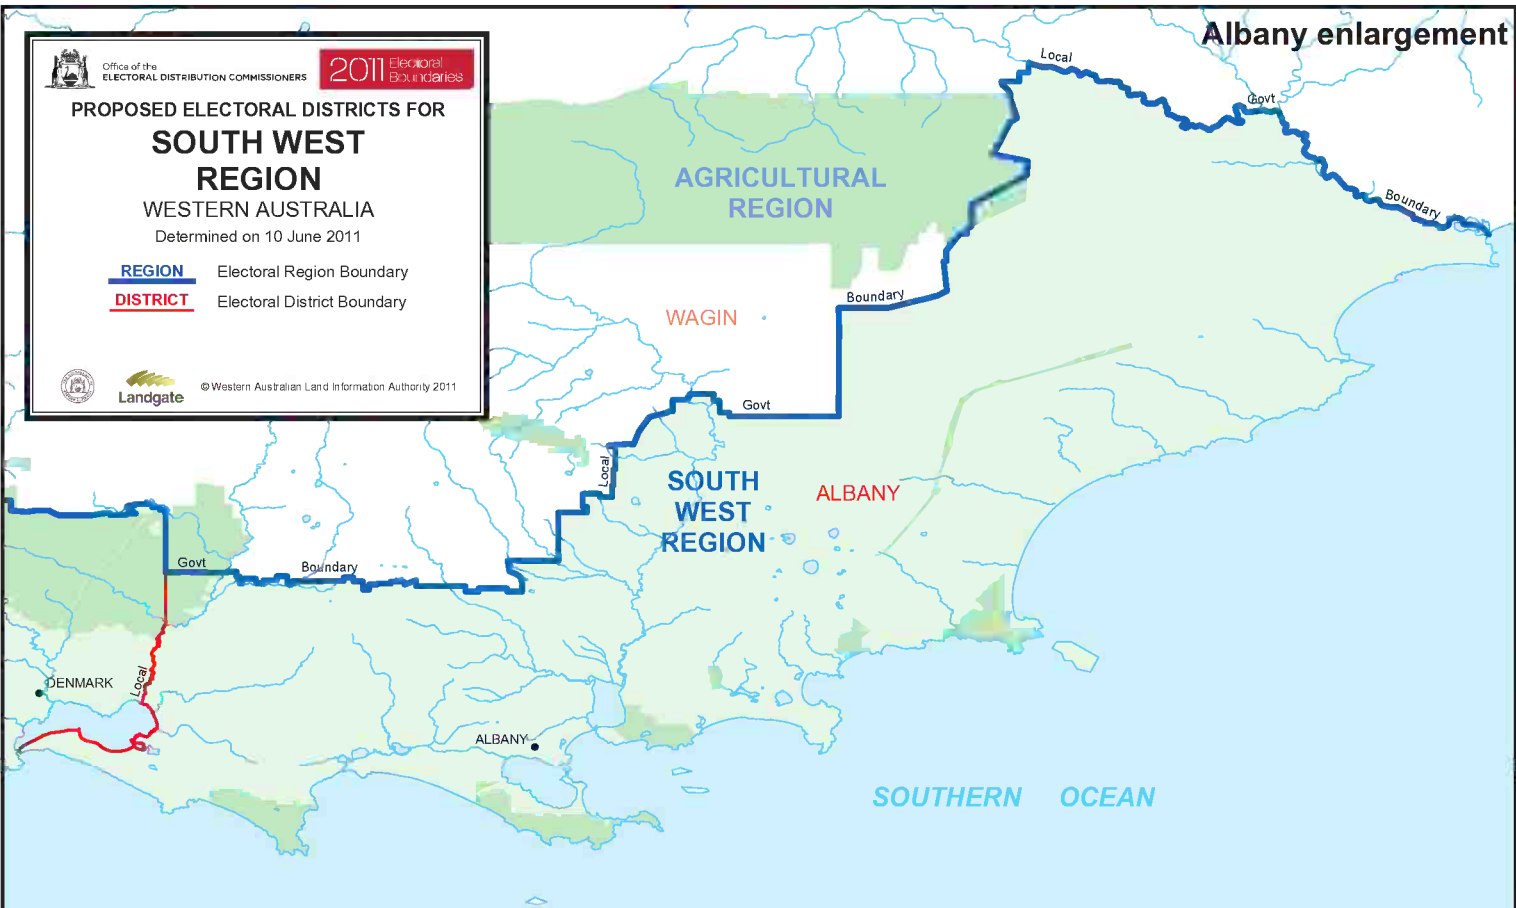 Albany enlargement
Office of the
ELECTORAL DISTRIBUTION COMMISSIONERS
2011 Electoral
Boundaries
PROPOSED ELECTORAL DISTRICTS FOR
SOUTH WEST
REGION
WESTERN AUSTRALIA
Determined on 10 June 2011
REGION Electoral Region Boundary
DISTRICT Electoral District Boundary
Landgate
© Western Australian Land Information Authority 2011
Local
Govt
Boundary
AGRICULTURAL
REGION
Boundary
WAGIN
Govt
Local
SOUTH
WEST
REGION
ALBANY
Govt
Boundary
Local
DENMARK
ALBANY
SOUTHERN OCEAN